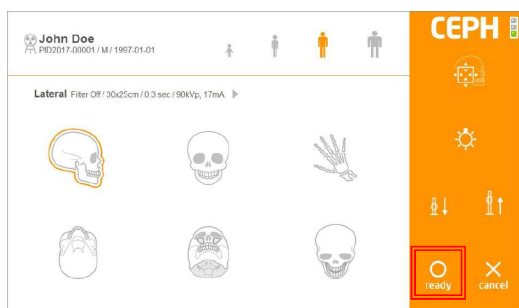 John Doe
PID2017-00001 / M / 1997-01-01
CEPH
Lateral Filter Off / 30x25cm / 0.3 sec / 90kVp, 17mA
ready
cancel